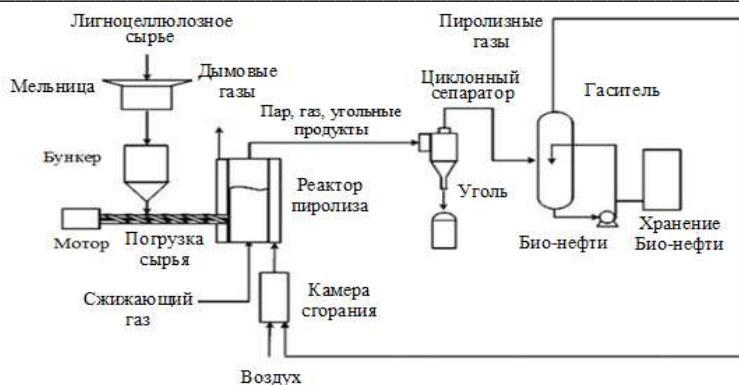 Лигноцеллюлозное
сырье
Мельница
Дымовые
газы
Пар, газ, угольные
продукты
Бункер
Мотор
Погрузка
сырья
Реактор
пиролиза
Сжижающий
газ
Камера
сгорания
Воздух
Пиролизные
газы
Циклонный
сепаратор
Гаситель
Уголь
Био-нефти
Хранение
Био-нефти